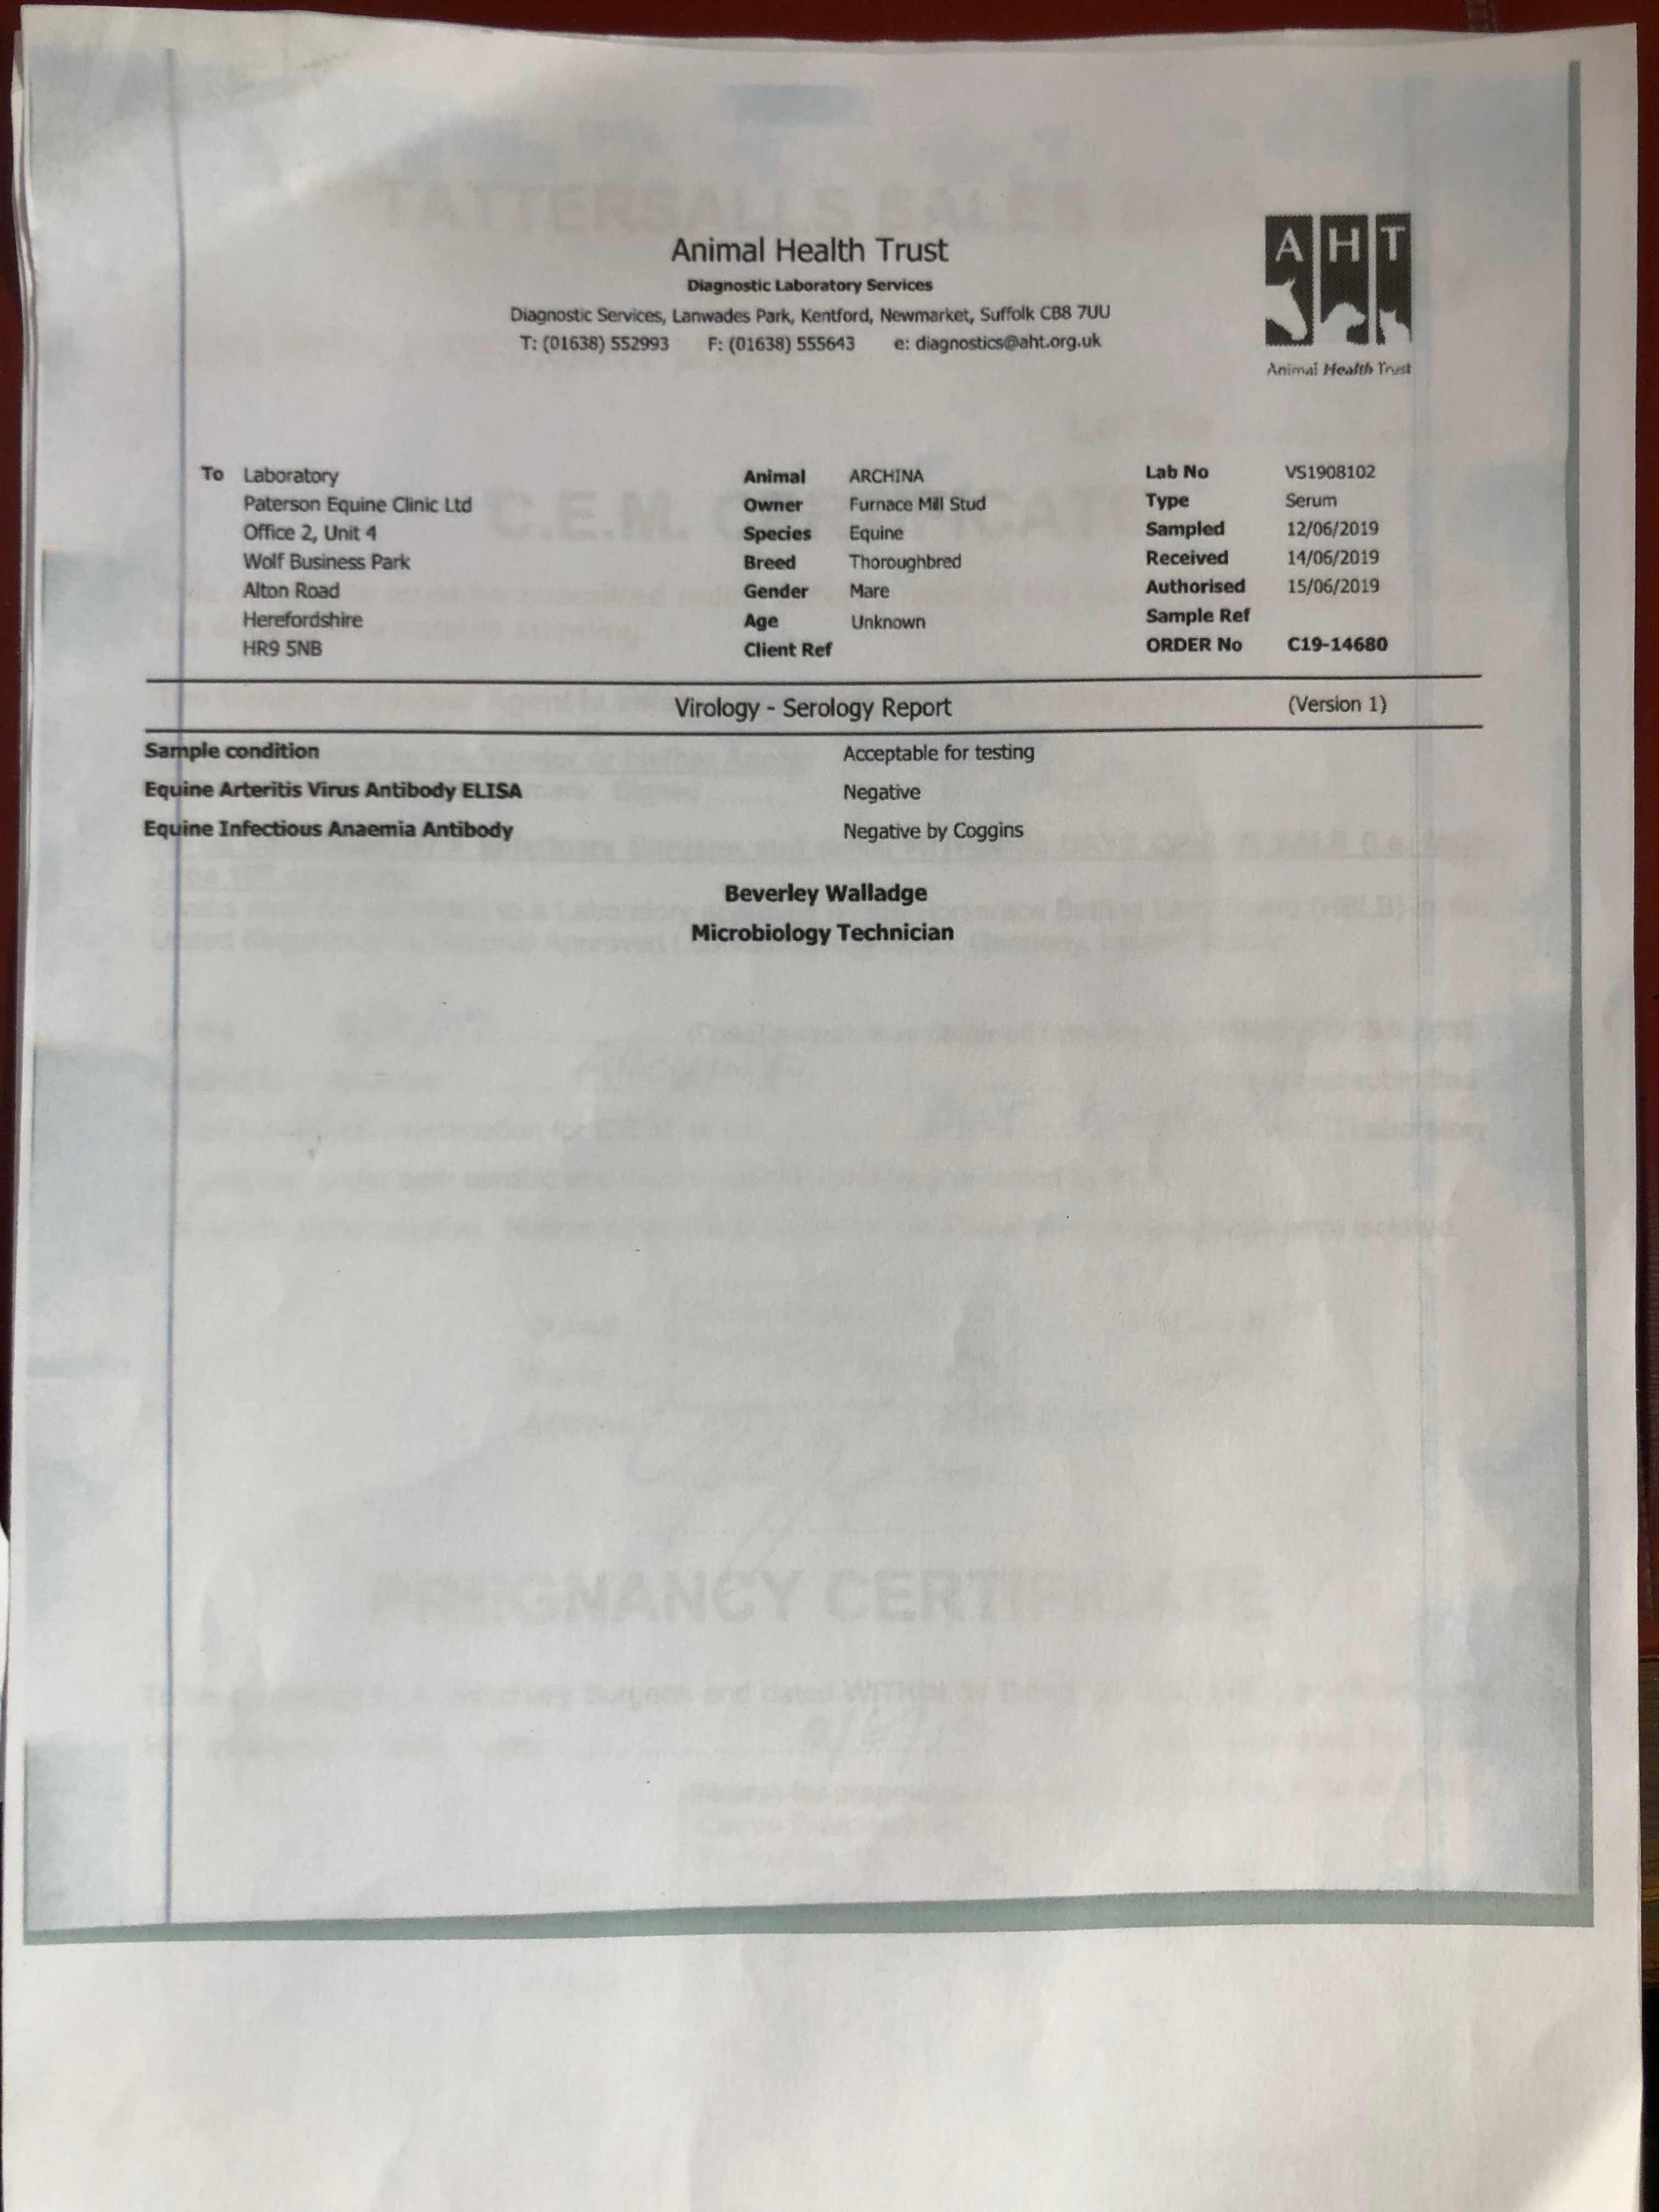 TATTERSALLS SALES
Animal Health Trust
Diagnostic Laboratory Services
Diagnostic Services, Lanwades Park, Kentford, Newmarket, Suffolk CB8 7UU
T: (01638) 552993 F: (01638) 555643 e: diagnostics@aht.org.uk
A H T
Animal Health Trust
To Laboratory
Paterson Equine Clinic Ltd
Office 2, Unit 4
Wolf Business Park
Alton Road
Herefordshire
HR9 5NB
Animal ARCHINA
Owner Furnace Mill Stud
Species Equine
Breed Thoroughbred
Gender Mare
Age Unknown
Client Ref
Lab No VS1908102
Type Serum
Sampled 12/06/2019
Received 14/06/2019
Authorised 15/06/2019
Sample Ref
ORDER No C19-14680
C.E.M.
Virology - Serology Report (Version 1)
Sample condition Acceptable for testing
Equine Arteritis Virus Antibody ELISA Negative
Equine Infectious Anaemia Antibody Negative by Coggins
Beverley Walladge
Microbiology Technician
PREGNANCY CERTIFICATE